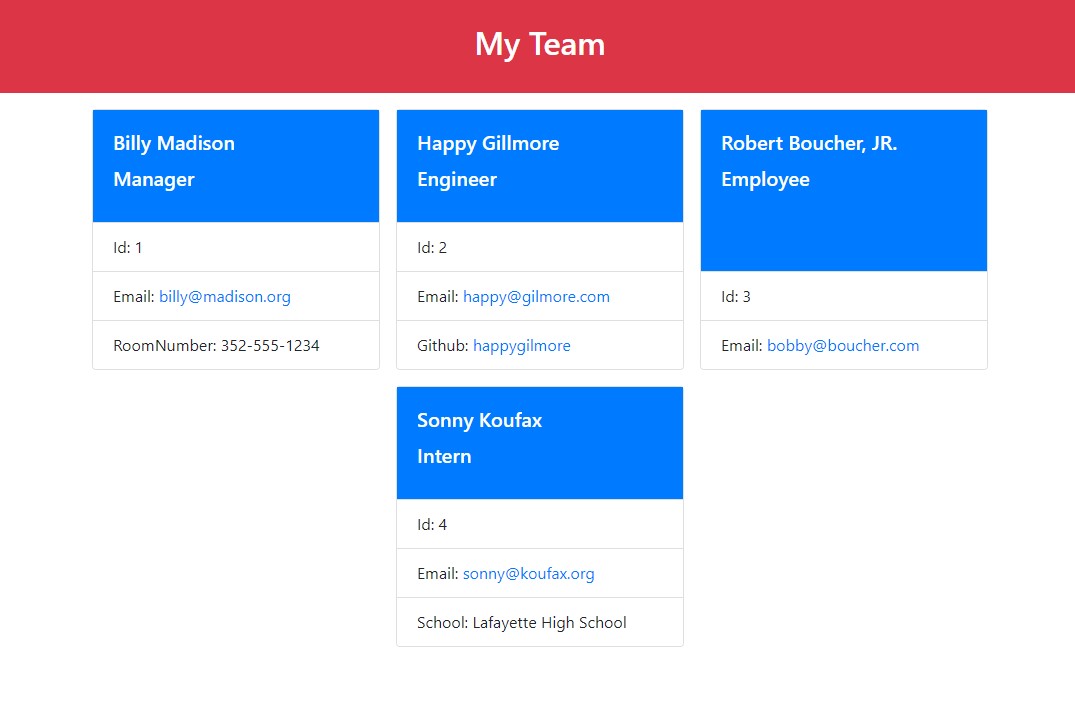 My Team
Billy Madison
Manager
Id: 1
Email: billy@madison.org
RoomNumber: 352-555-1234
Happy Gillmore
Engineer
Id: 2
Email: happy@gilmore.com
Github: happygilmore
Robert Boucher, JR.
Employee
Id: 3
Email: bobby@boucher.com
Sonny Koufax
Intern
Id: 4
Email: sonny@koufax.org
School: Lafayette High School